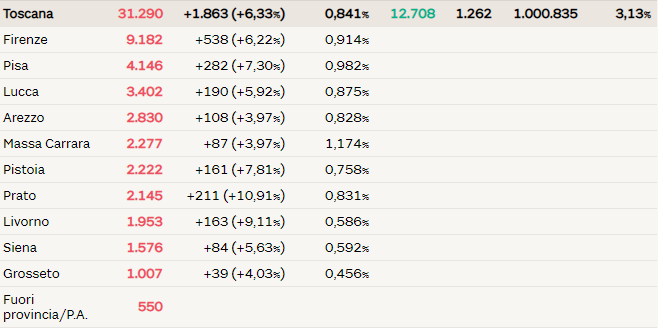 Toscana 31.290 +1.863 (+6,33%) 0,841% 12.708 1.262 1.000.835 3,13%
Firenze 9.182 +538 (+6,22%) 0,914%
Pisa 4.146 +282 (+7,30%) 0,982%
Lucca 3.402 +190 (+5,92%) 0,875%
Arezzo 2.830 +108 (+3,97%) 0,828%
Massa Carrara 2.277 +87 (+3,97%) 1,174%
Pistoia 2.222 +161 (+7,81%) 0,758%
Prato 2.145 +211 (+10,91%) 0,831%
Livorno 1.953 +163 (+9,11%) 0,586%
Siena 1.576 +84 (+5,63%) 0,592%
Grosseto 1.007 +39 (+4,03%) 0,456%
Fuori
provincia/P.A. 550